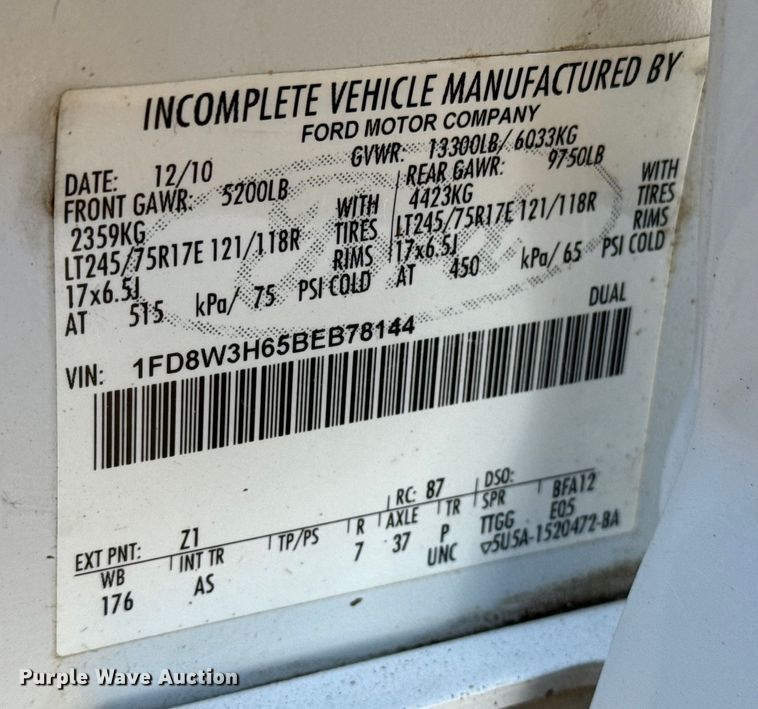 INCOMPLETE VEHICLE MANUFACTURED BY
FORD MOTOR COMPANY
DATE: 12/10 GVWR: 13300LB/ 6033KG
FRONT GAWR: 5200LB REAR GAWR: 9750LB
2359KG WITH 4423KG WITH
LT245/75R17E 121/118R TIRES LT245/75R17E 121/118R TIRES
17x6.5J RIMS 17x6.5J RIMS
AT 515 kPa/ 75 PSI COLD AT 450 kPa/ 65 PSI COLD
DUAL
VIN: 1FD8W3H65BEB78144
EXT PNT: Z1 RC: 87 DSO:
WB INT TR TP/PS R AXLE TR SPR BFA12
176 AS 7 37 P TTGG E05
UNC ▽5U5A-1520472-BA
Purple Wave Auction